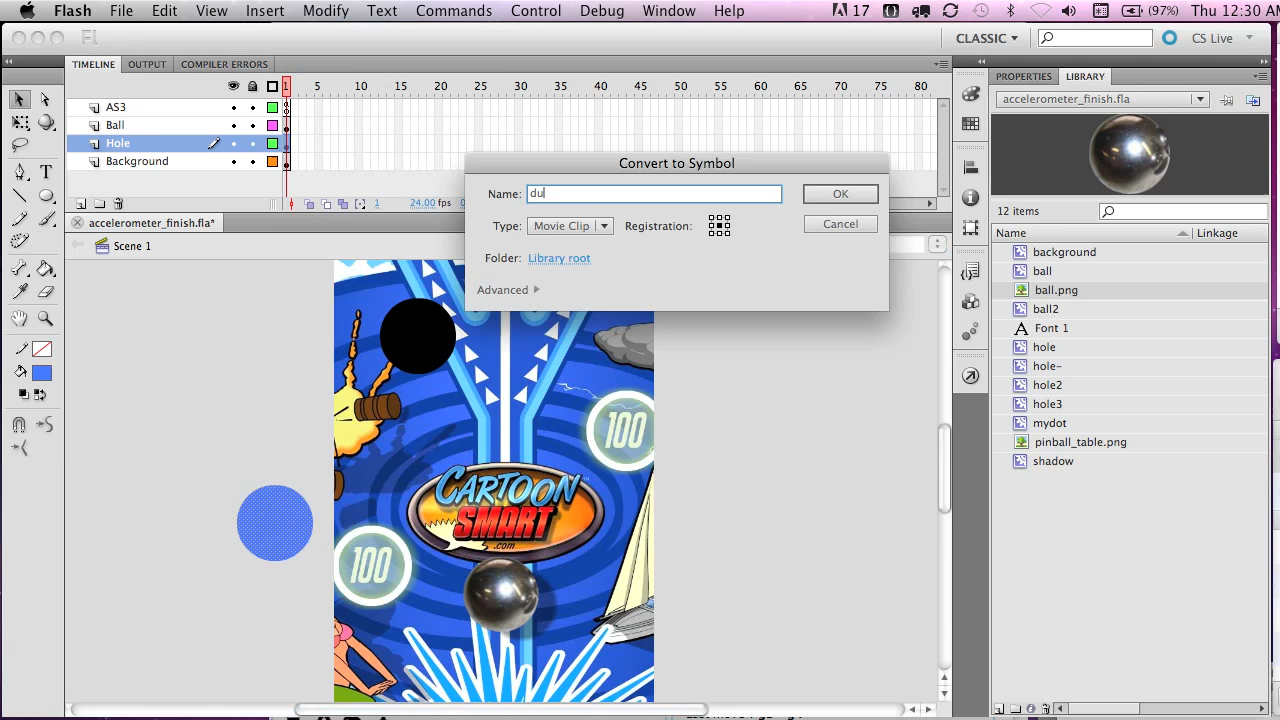 Flash File Edit View Insert Modify Text Commands Control Debug Window Help 17 (97%) Thu 12:30 AM
Fl CLASSIC CS Live
TIMELINE OUTPUT COMPILER ERRORS
1 5 10 15 20 25 30 35 40 45 50 55 60 65 70 75 80
AS3
Ball
Hole
Background
1 24.00 fps 0
accelerometer_finish.fla*
Scene 1
Convert to Symbol
Name: du
OK
Type: Movie Clip
Registration:
Cancel
Folder: Library root
Advanced
100
CARTOON
SMART
.com
100
PROPERTIES LIBRARY
accelerometer_finish.fla
12 items
Name Linkage
background
ball
ball.png
ball2
Font 1
hole
hole-
hole2
hole3
mydot
pinball_table.png
shadow